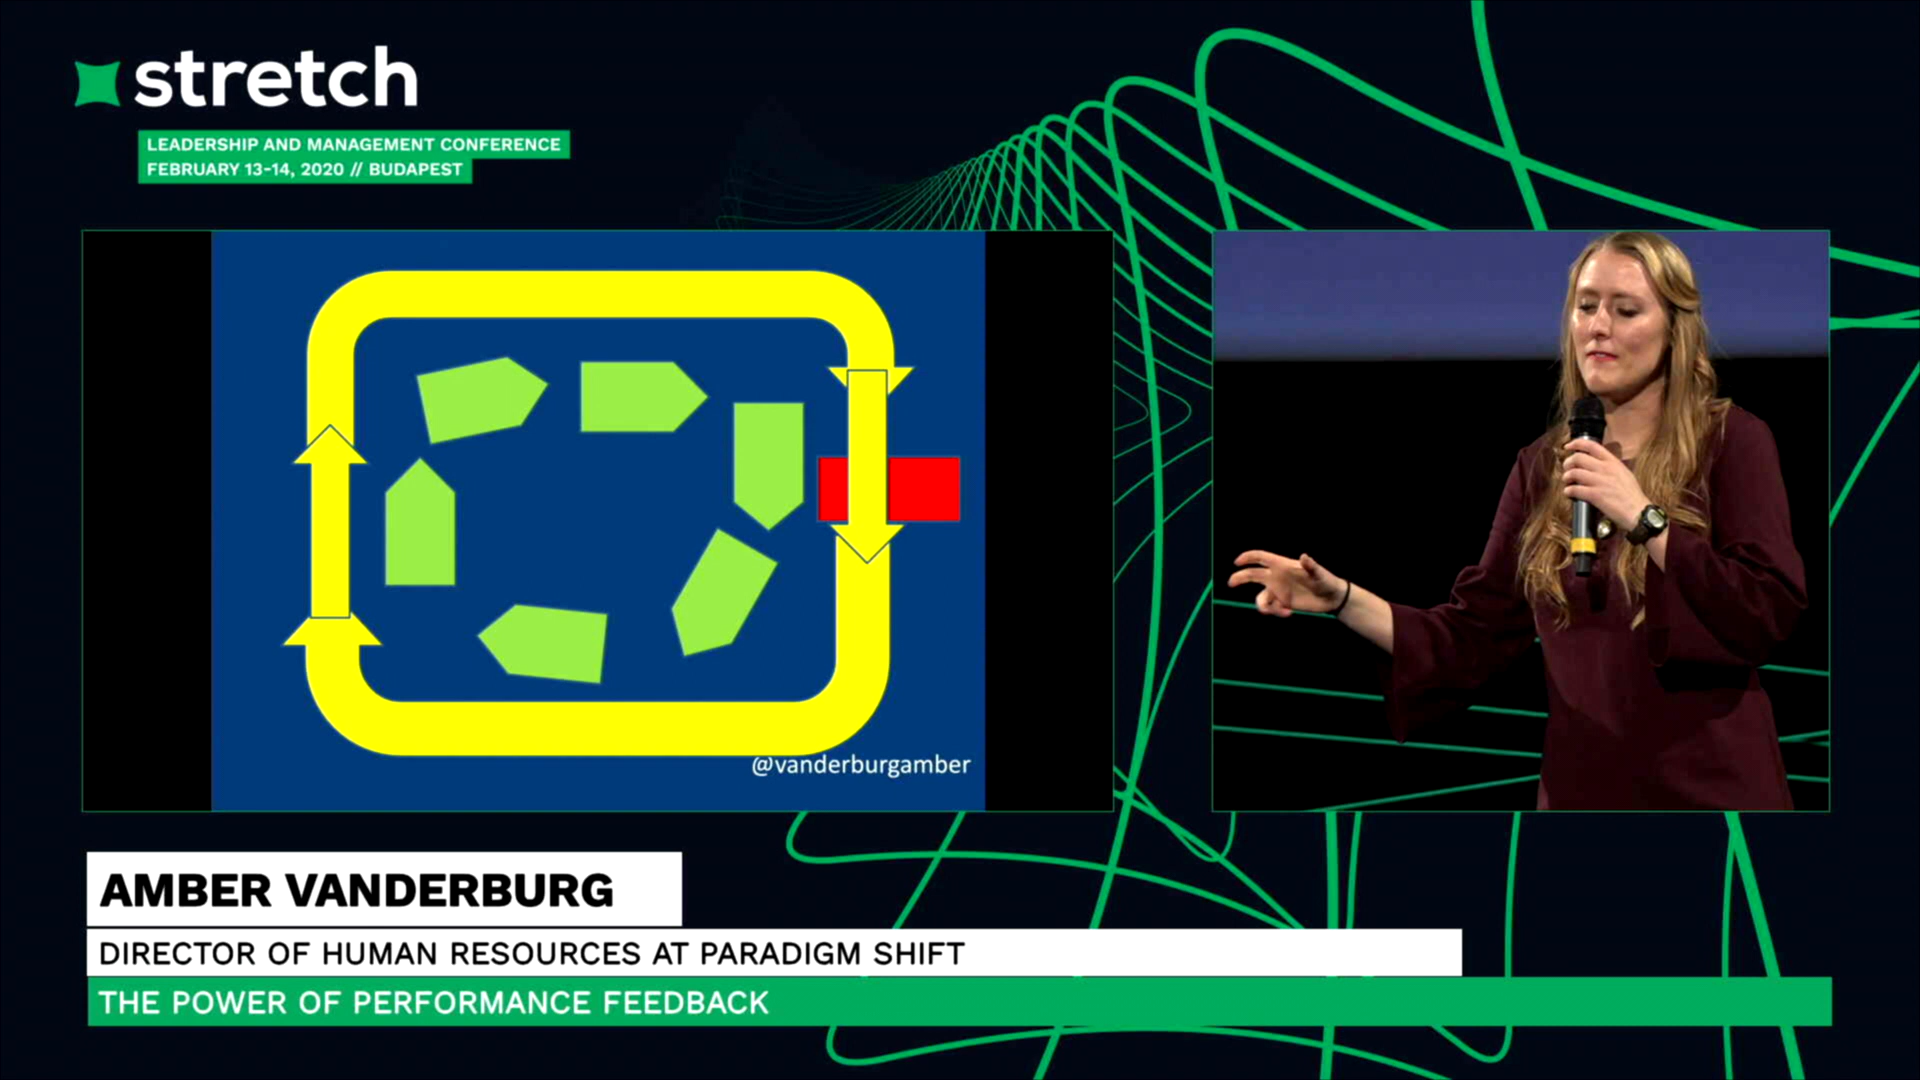 stretch
LEADERSHIP AND MANAGEMENT CONFERENCE
FEBRUARY 13-14, 2020 // BUDAPEST
@vanderburgamber
AMBER VANDERBURG
DIRECTOR OF HUMAN RESOURCES AT PARADIGM SHIFT
THE POWER OF PERFORMANCE FEEDBACK